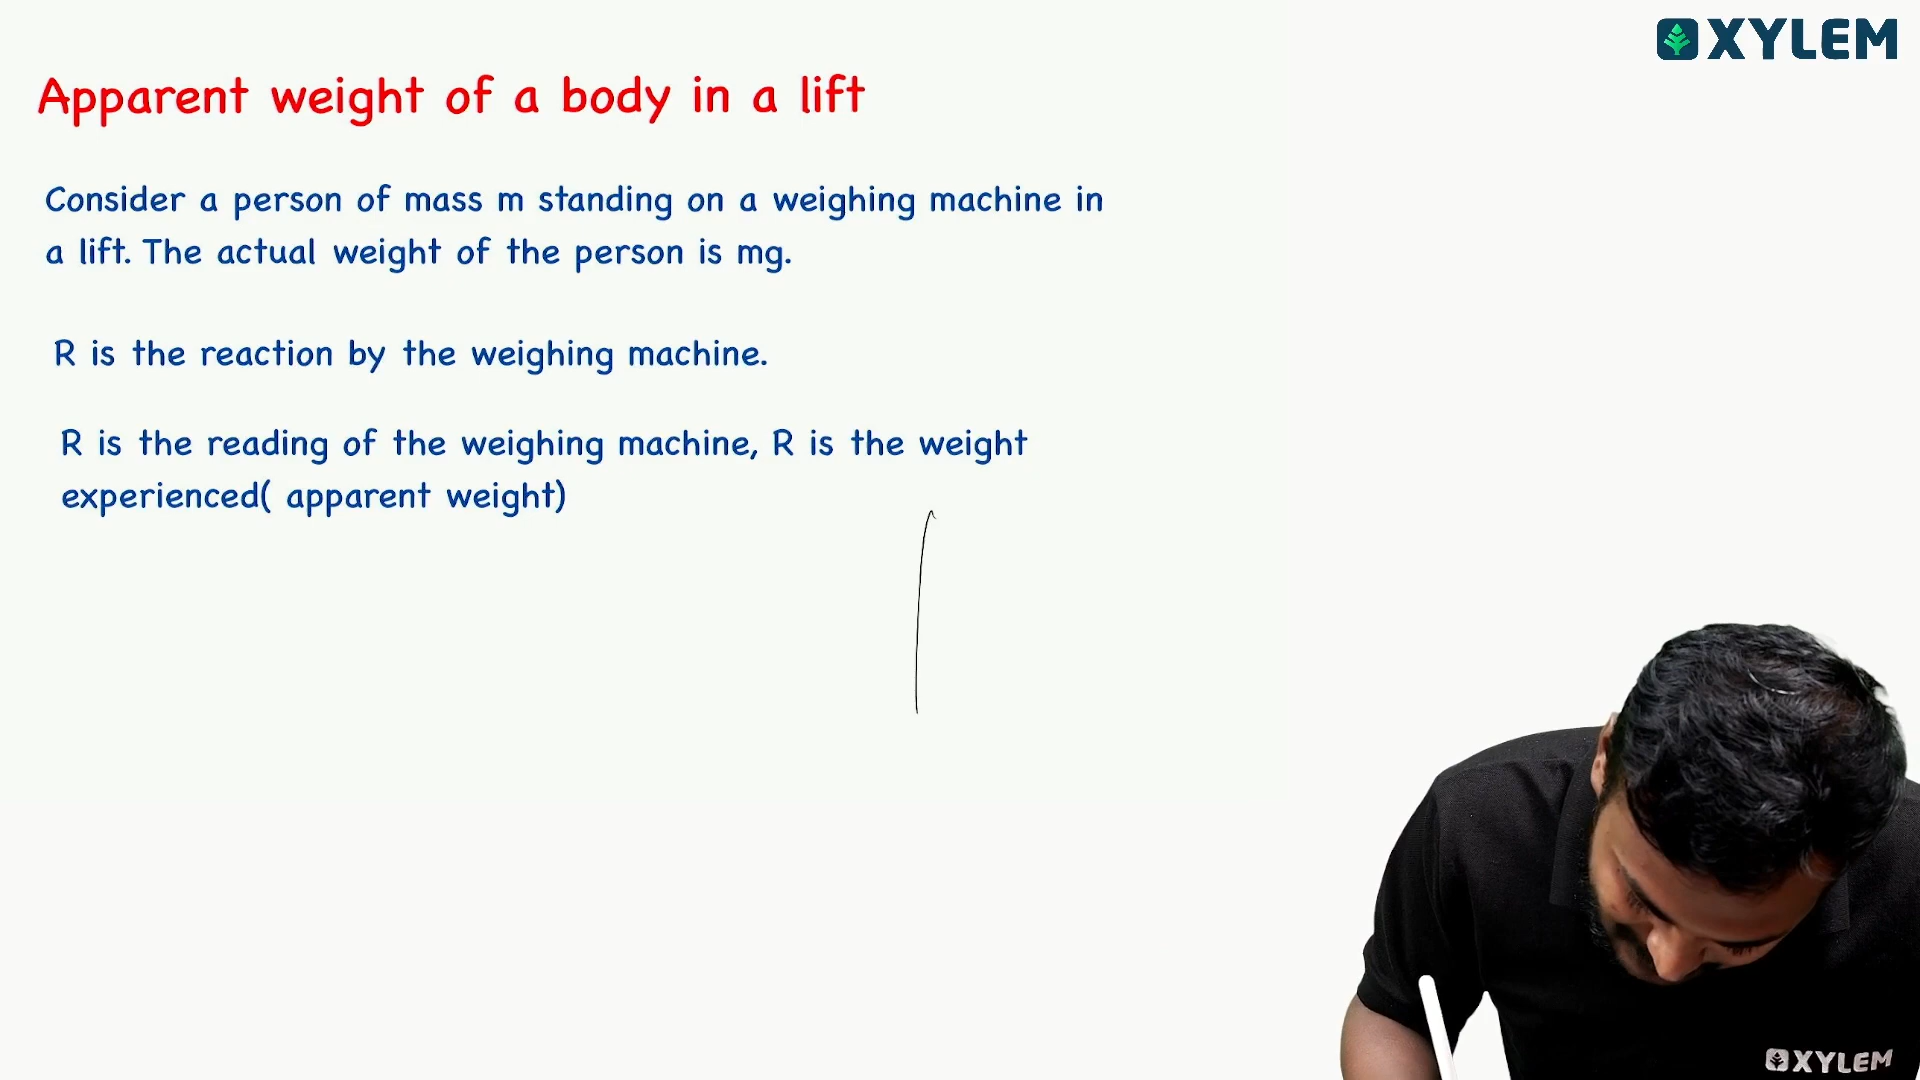 XYLEM
Apparent weight of a body in a lift
Consider a person of mass m standing on a weighing machine in
a lift. The actual weight of the person is mg.
R is the reaction by the weighing machine.
R is the reading of the weighing machine, R is the weight
experienced( apparent weight)
XYLEM